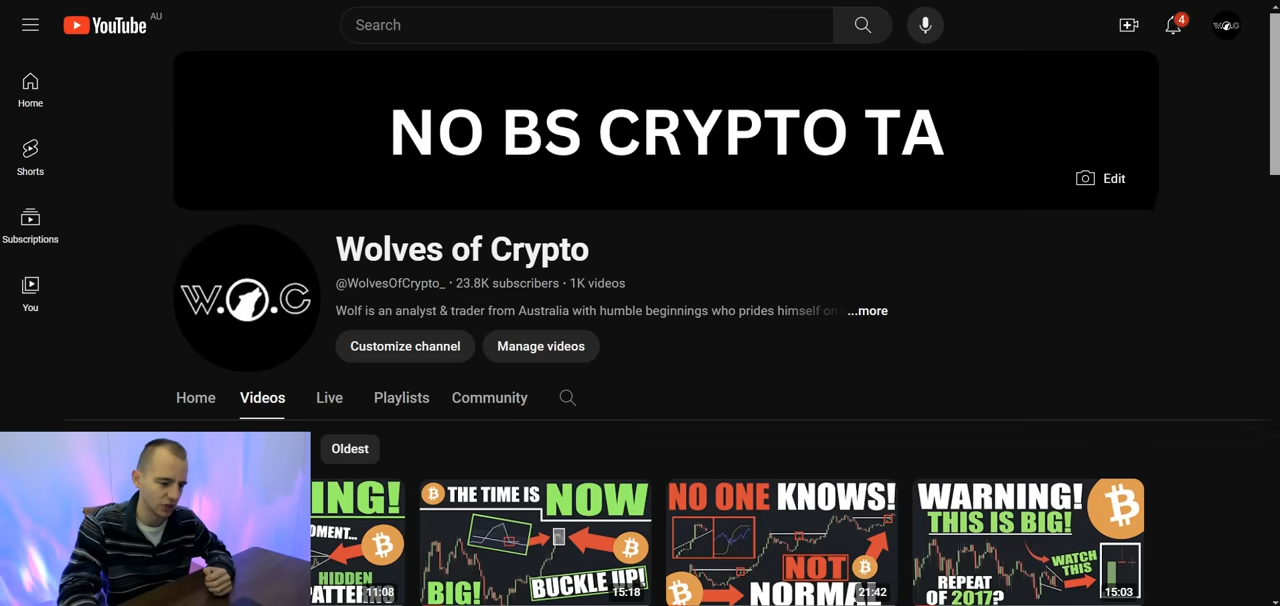 YouTube
AU
Search
4
W.O.C
Home
Shorts
Subscriptions
You
NO BS CRYPTO TA
Edit
W.O.C
Wolves of Crypto
@WolvesOfCrypto_ · 23.8K subscribers · 1K videos
Wolf is an analyst & trader from Australia with humble beginnings who prides himself on ...more
Customize channel
Manage videos
Home
Videos
Live
Playlists
Community
Oldest
ING!
OMENT...
HIDDEN
11:08
THE TIME IS NOW
BIG!
BUCKLE UP!
15:18
NO ONE KNOWS!
NOT
NORMAL
21:42
WARNING!
THIS IS BIG!
WATCH
THIS
REPEAT
OF 2017?
15:03